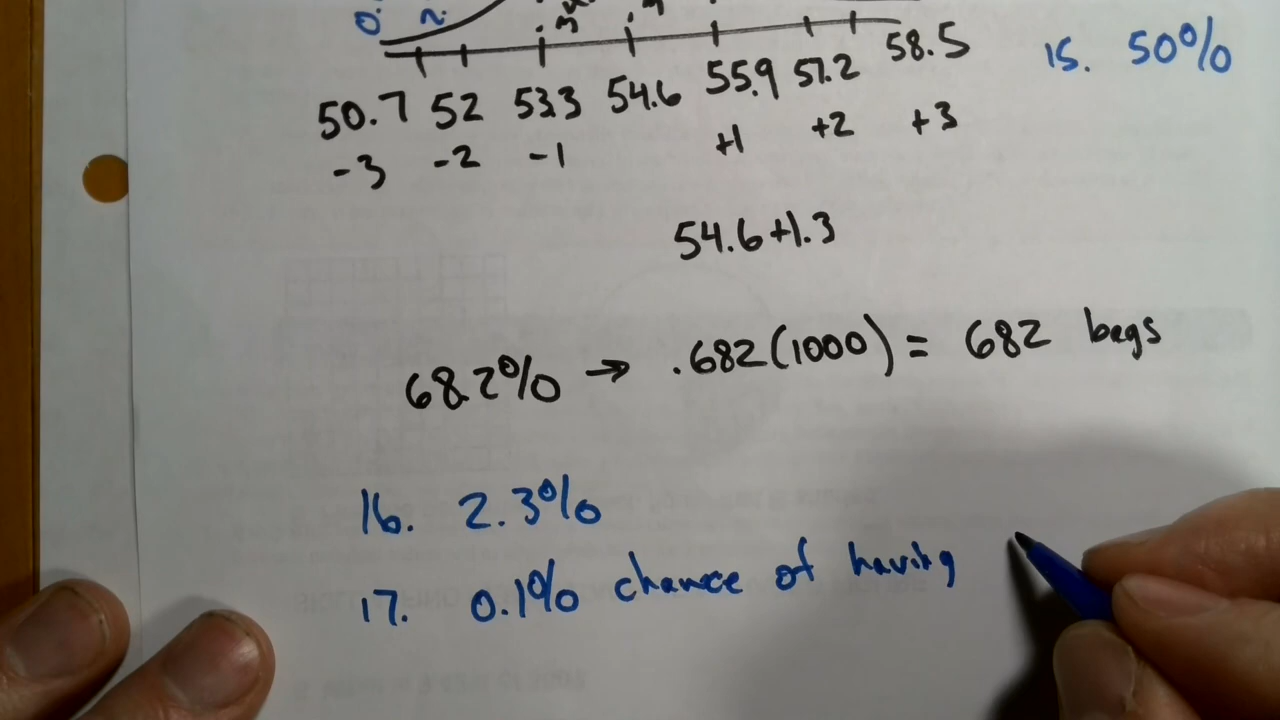 50.7 52 53.3 54.6 55.9 57.2 58.5
15. 50%
-3 -2 -1 +1 +2 +3
54.6+1.3
68.2% → .682(1000) = 682 bags
16. 2.3%
17. 0.1% chance of having